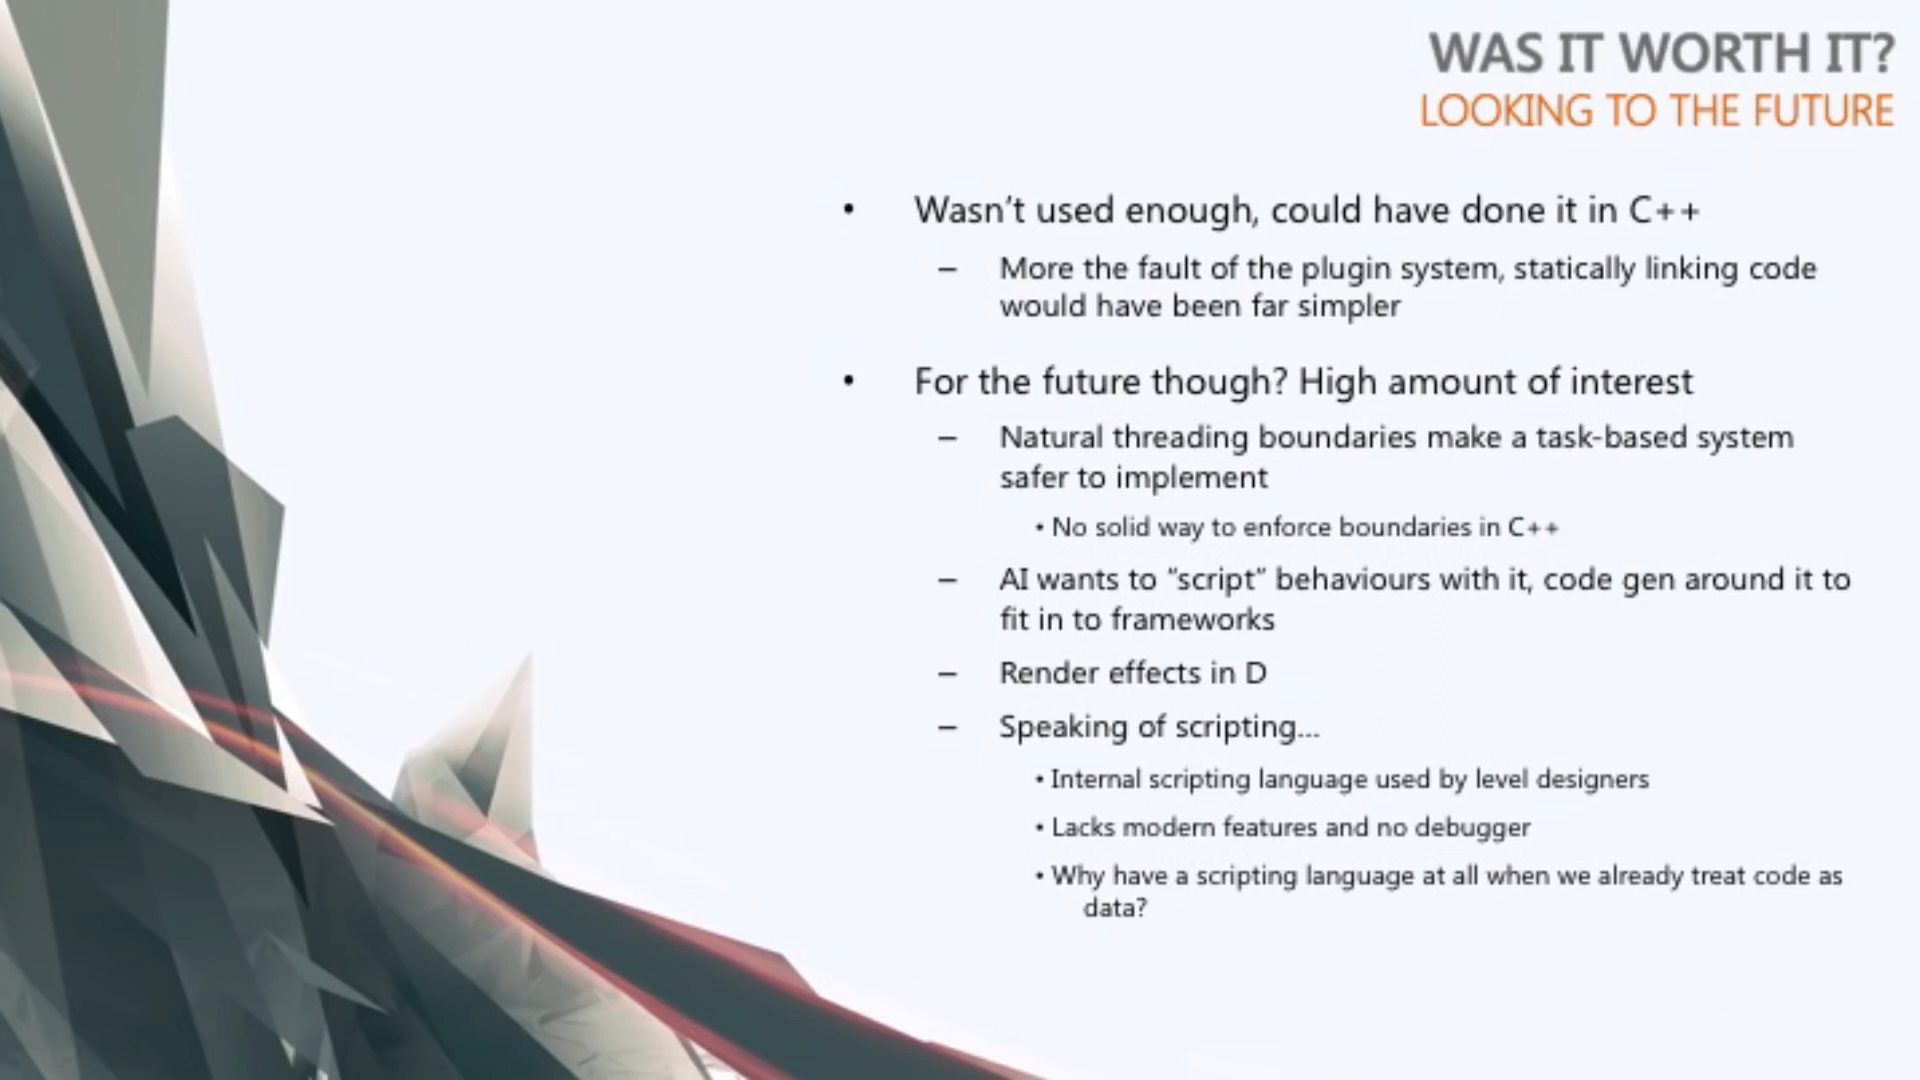 WAS IT WORTH IT?
LOOKING TO THE FUTURE
• Wasn't used enough, could have done it in C++
– More the fault of the plugin system, statically linking code
would have been far simpler
• For the future though? High amount of interest
– Natural threading boundaries make a task-based system
safer to implement
• No solid way to enforce boundaries in C++
– AI wants to "script" behaviours with it, code gen around it to
fit in to frameworks
– Render effects in D
– Speaking of scripting...
• Internal scripting language used by level designers
• Lacks modern features and no debugger
• Why have a scripting language at all when we already treat code as
data?